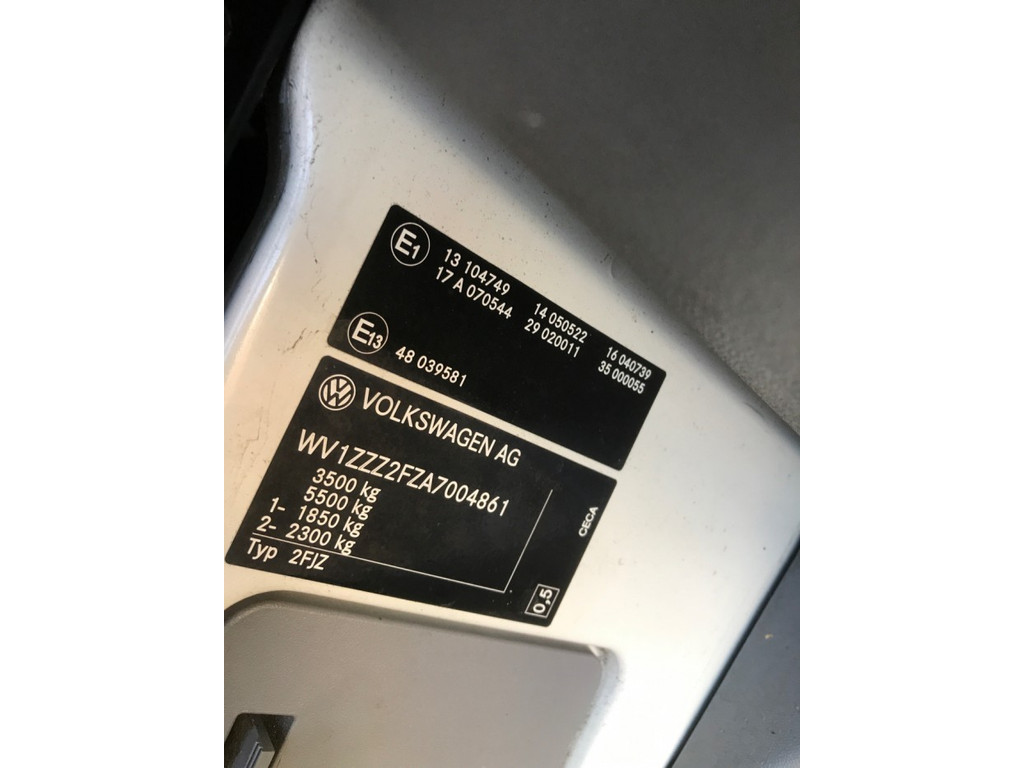 E1 13 104749 14 050522 16 040739
17 A 070544 29 020011 35 000055
E13 48 039581
VW VOLKSWAGEN AG
WV1ZZZ2FZA7004861
3500 kg
5500 kg
1- 1850 kg
2- 2300 kg
Typ 2FJZ
CECA
0,5